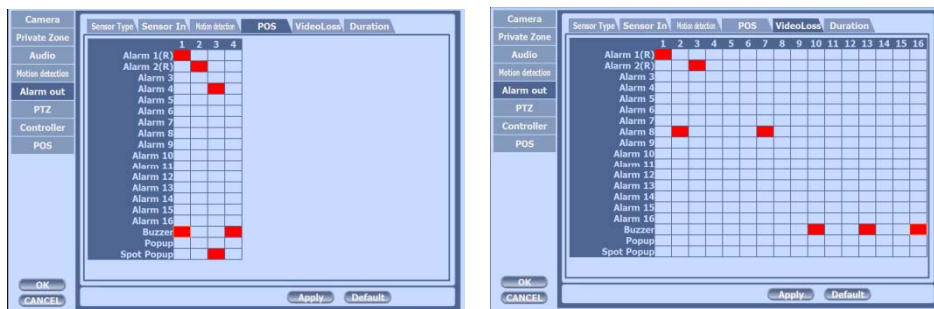 Camera
Private Zone
Audio
Motion detection
Alarm out
PTZ
Controller
POS
OK
CANCEL
Sensor Type Sensor In Motion detection POS VideoLoss Duration
1 2 3 4
Alarm 1(R)
Alarm 2(R)
Alarm 3
Alarm 4
Alarm 5
Alarm 6
Alarm 7
Alarm 8
Alarm 9
Alarm 10
Alarm 11
Alarm 12
Alarm 13
Alarm 14
Alarm 15
Alarm 16
Buzzer
Popup
Spot Popup
Apply Default
Camera
Private Zone
Audio
Motion detection
Alarm out
PTZ
Controller
POS
OK
CANCEL
Sensor Type Sensor In Motion detection POS VideoLoss Duration
1 2 3 4 5 6 7 8 9 10 11 12 13 14 15 16
Alarm 1(R)
Alarm 2(R)
Alarm 3
Alarm 4
Alarm 5
Alarm 6
Alarm 7
Alarm 8
Alarm 9
Alarm 10
Alarm 11
Alarm 12
Alarm 13
Alarm 14
Alarm 15
Alarm 16
Buzzer
Popup
Spot Popup
Apply Default